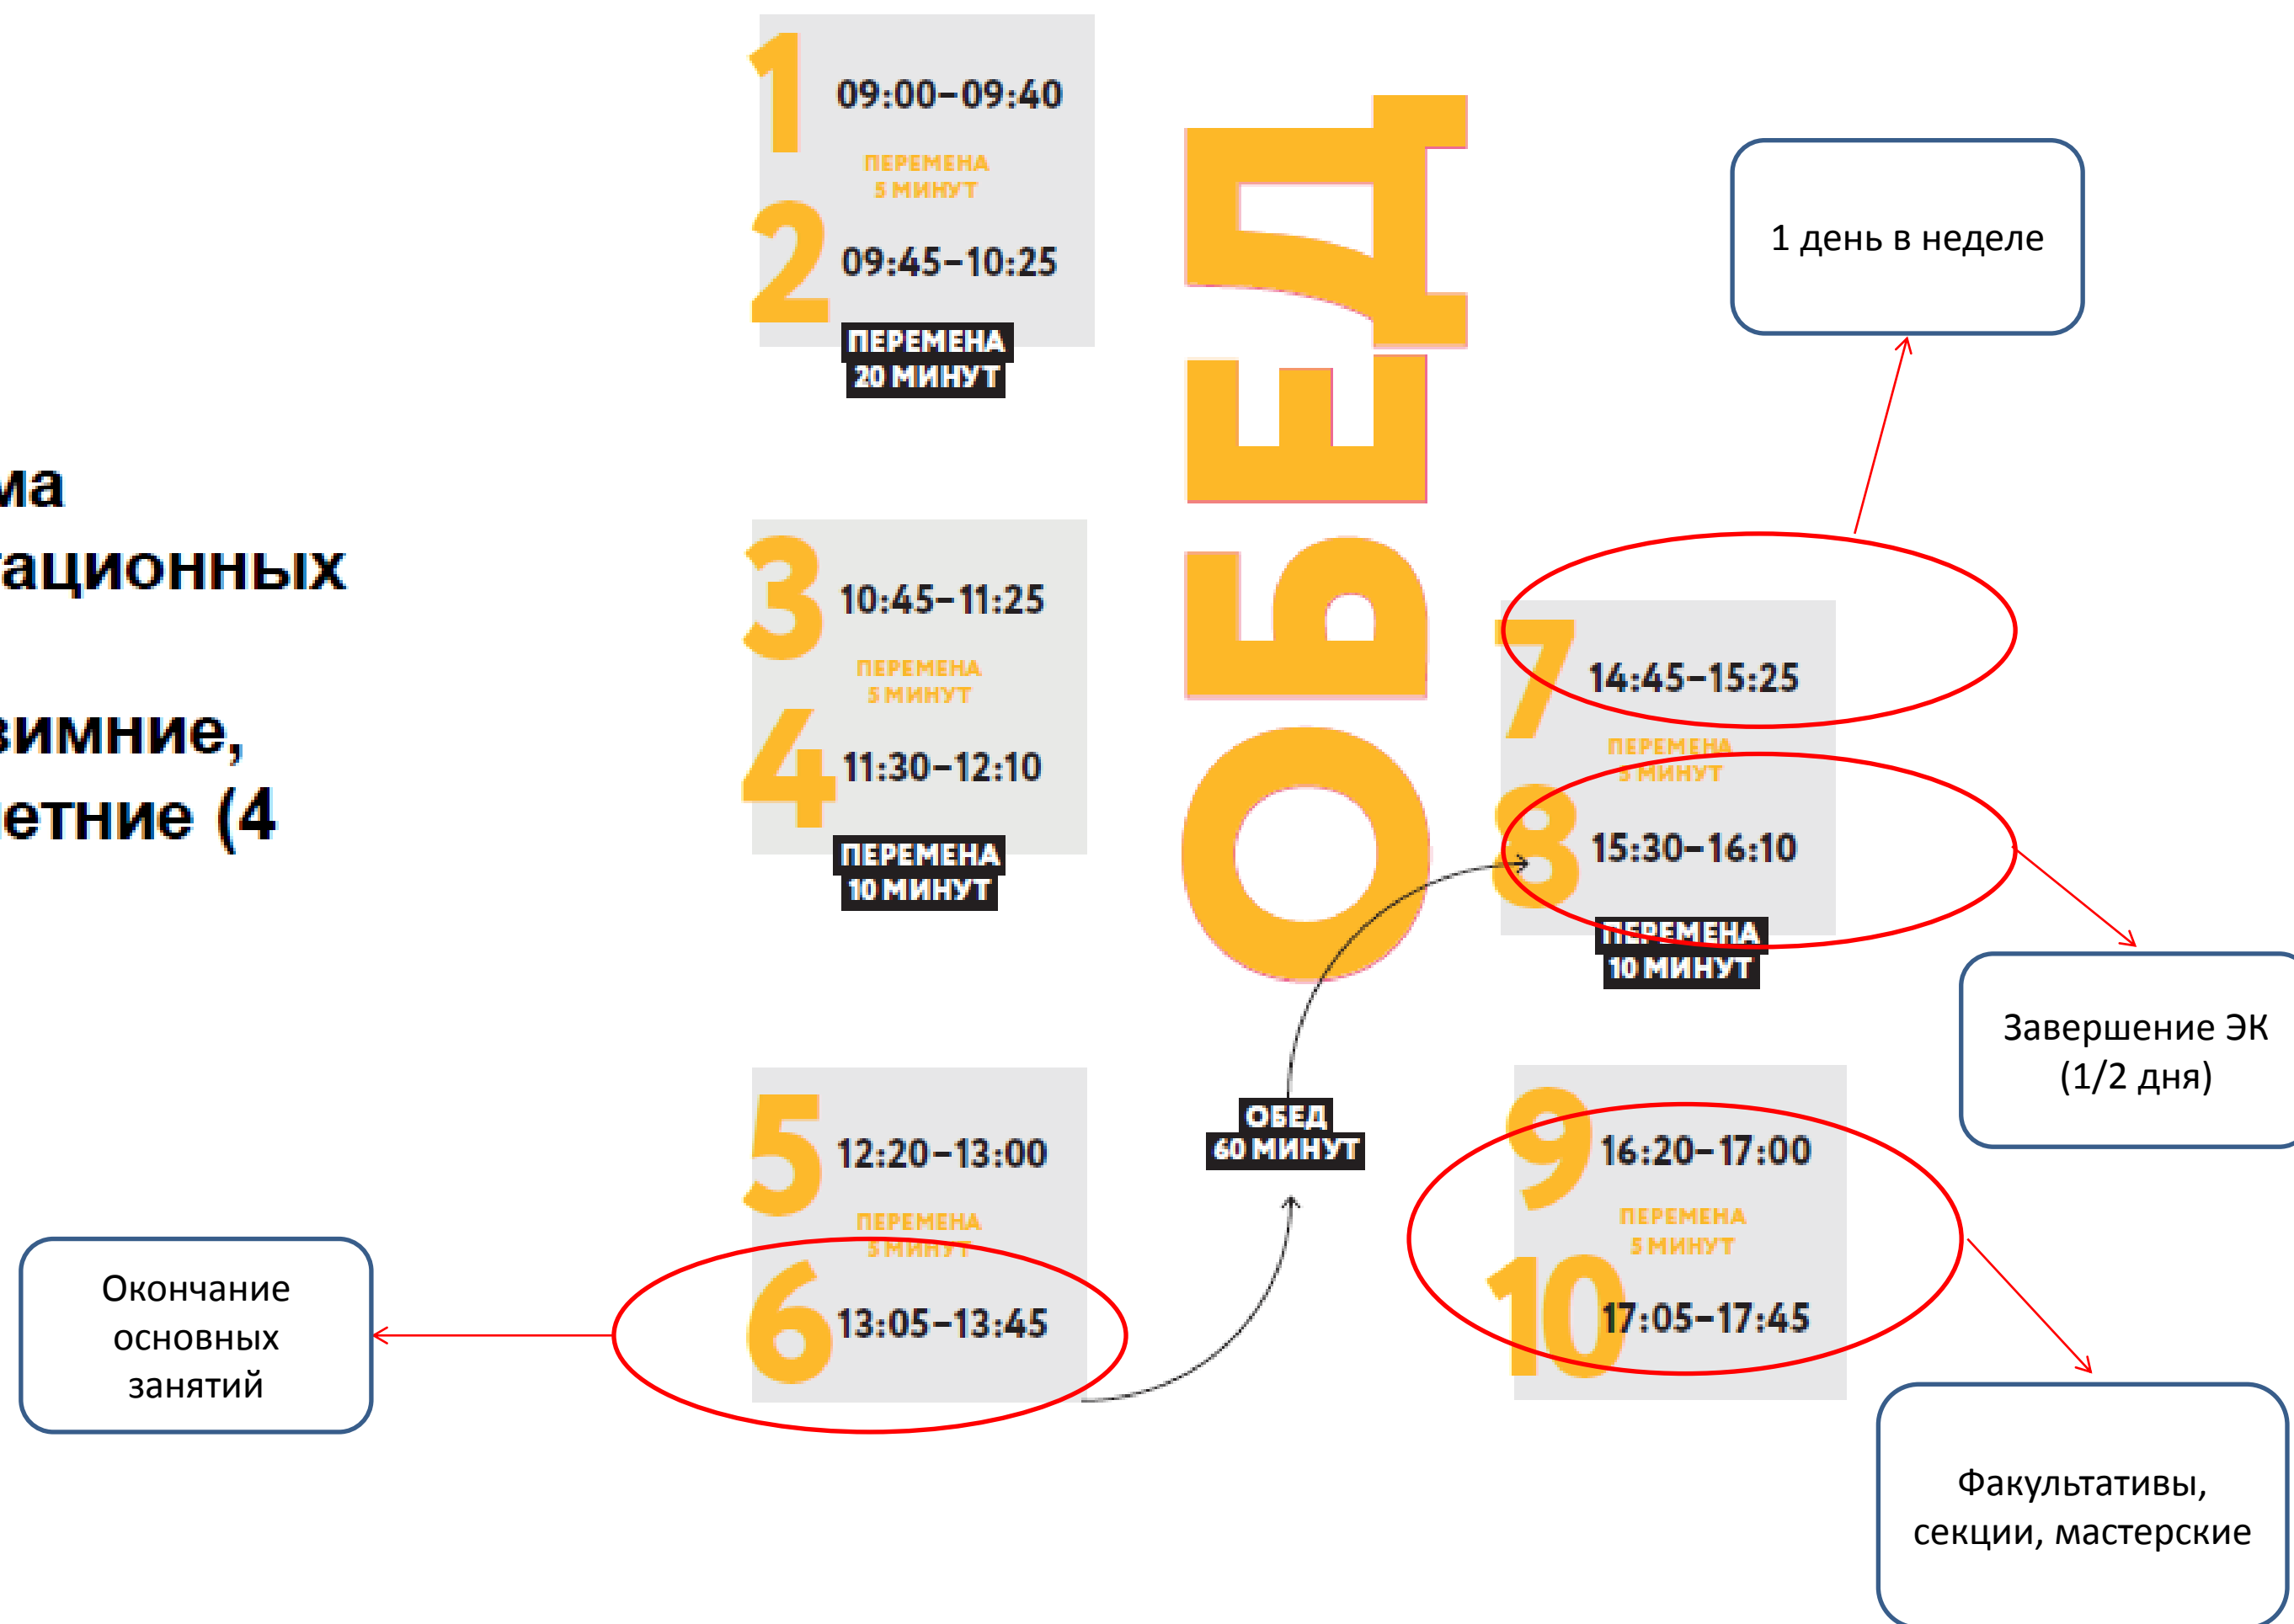 1
09:00–09:40
ПЕРЕМЕНА
5 МИНУТ
2
09:45–10:25
ПЕРЕМЕНА
20 МИНУТ
3
10:45–11:25
ПЕРЕМЕНА
5 МИНУТ
4
11:30–12:10
ПЕРЕМЕНА
10 МИНУТ
5
12:20–13:00
ПЕРЕМЕНА
5 МИНУТ
6
13:05–13:45
Окончание
основных
занятий
ОБЕД
ОБЕД
60 МИНУТ
1 день в неделе
7
14:45–15:25
ПЕРЕМЕНА
5 МИНУТ
8
15:30–16:10
ПЕРЕМЕНА
10 МИНУТ
Завершение ЭК
(1/2 дня)
9
16:20–17:00
ПЕРЕМЕНА
5 МИНУТ
10
17:05–17:45
Факультативы,
секции, мастерские
зимние,
(4